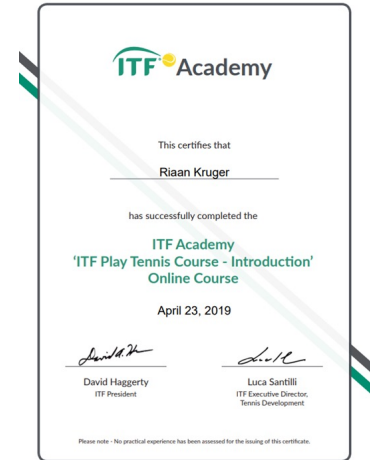 ITF Academy
This certifies that
Riaan Kruger
has successfully completed the
ITF Academy
'ITF Play Tennis Course - Introduction'
Online Course
April 23, 2019
David Haggerty
ITF President
Luca Santilli
ITF Executive Director,
Tennis Development
Please note - No practical experience has been assessed for the issuing of this certificate.